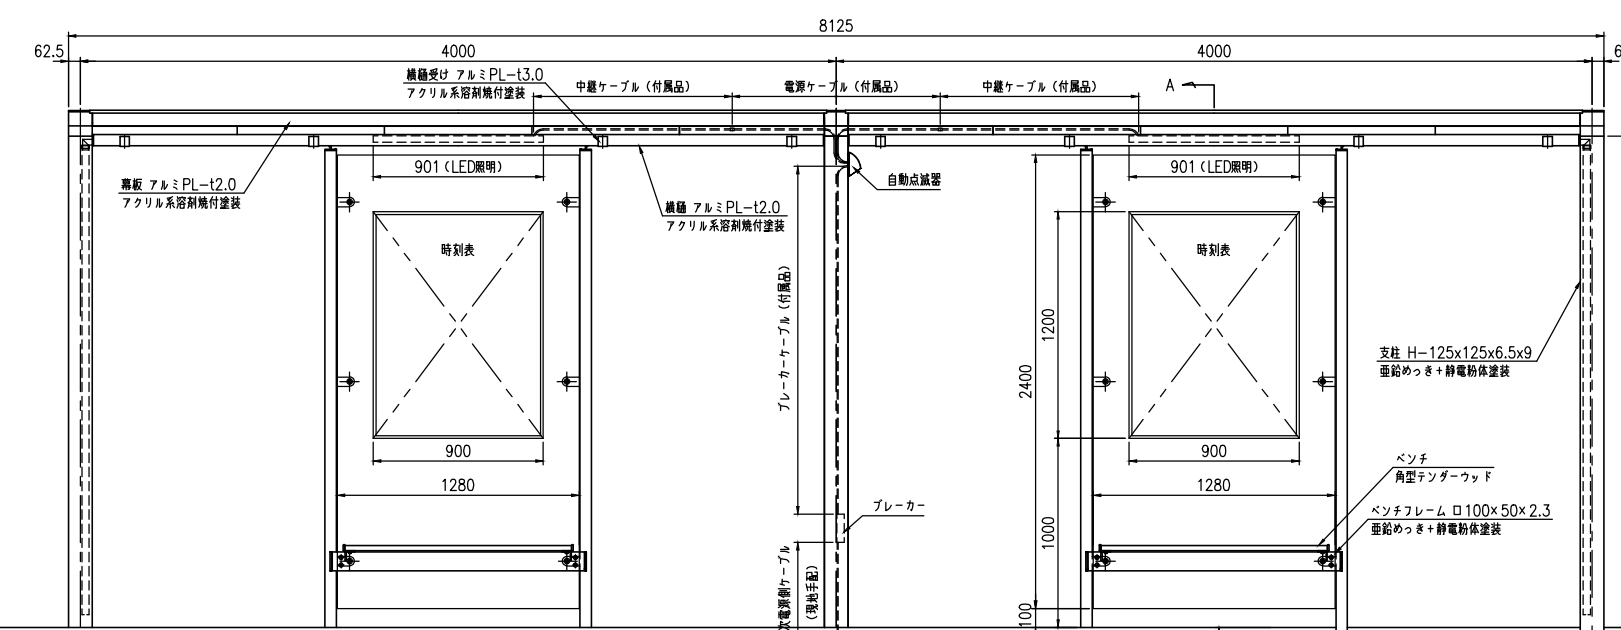 8125
62.5
4000
4000
6
横樋受け アルミPL-t3.0
アクリル系溶剤焼付塗装
中継ケーブル（付属品）
電源ケーブル（付属品）
中継ケーブル（付属品）
A
901（LED照明）
901（LED照明）
自動点滅器
幕板 アルミPL-t2.0
アクリル系溶剤焼付塗装
横樋 アルミPL-t2.0
アクリル系溶剤焼付塗装
時刻表
時刻表
ブレーカーケーブル（付属品）
1200
2400
支柱 H-125x125x6.5x9
亜鉛めっき+静電粉体塗装
900
900
1280
1280
ベンチ
角型テンダーウッド
ブレーカー
ベンチフレーム ロ100×50×2.3
亜鉛めっき+静電粉体塗装
1000
次電源側ケーブル
（現地手配）
100